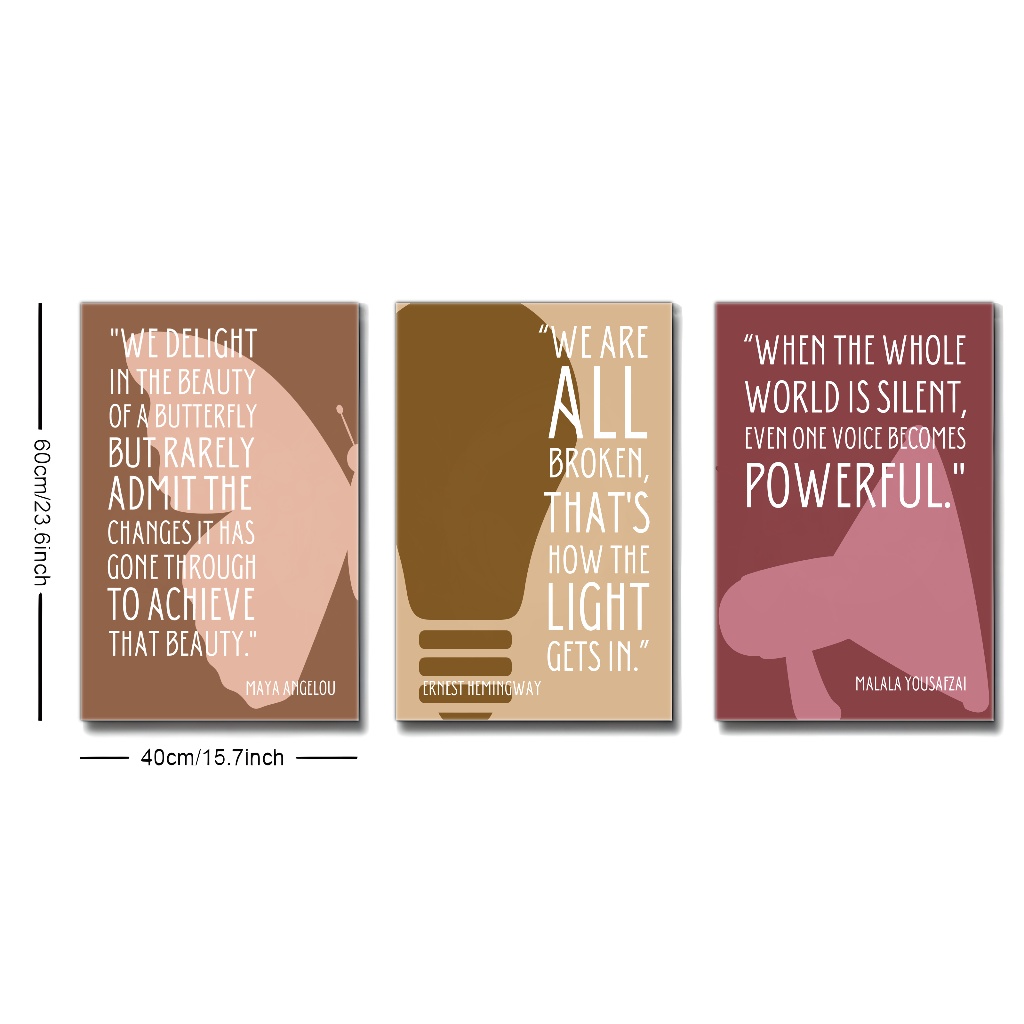 "WE DELIGHT
IN THE BEAUTY
OF A BUTTERFLY
BUT RARELY
ADMIT THE
CHANGES IT HAS
GONE THROUGH
TO ACHIEVE
THAT BEAUTY."
MAYA ANGELOU
“WE ARE
ALL
BROKEN,
THAT'S
HOW THE
LIGHT
GETS IN.”
ERNEST HEMINGWAY
“WHEN THE WHOLE
WORLD IS SILENT,
EVEN ONE VOICE BECOMES
POWERFUL."
MALALA YOUSAFZAI
60cm/23.6inch
40cm/15.7inch